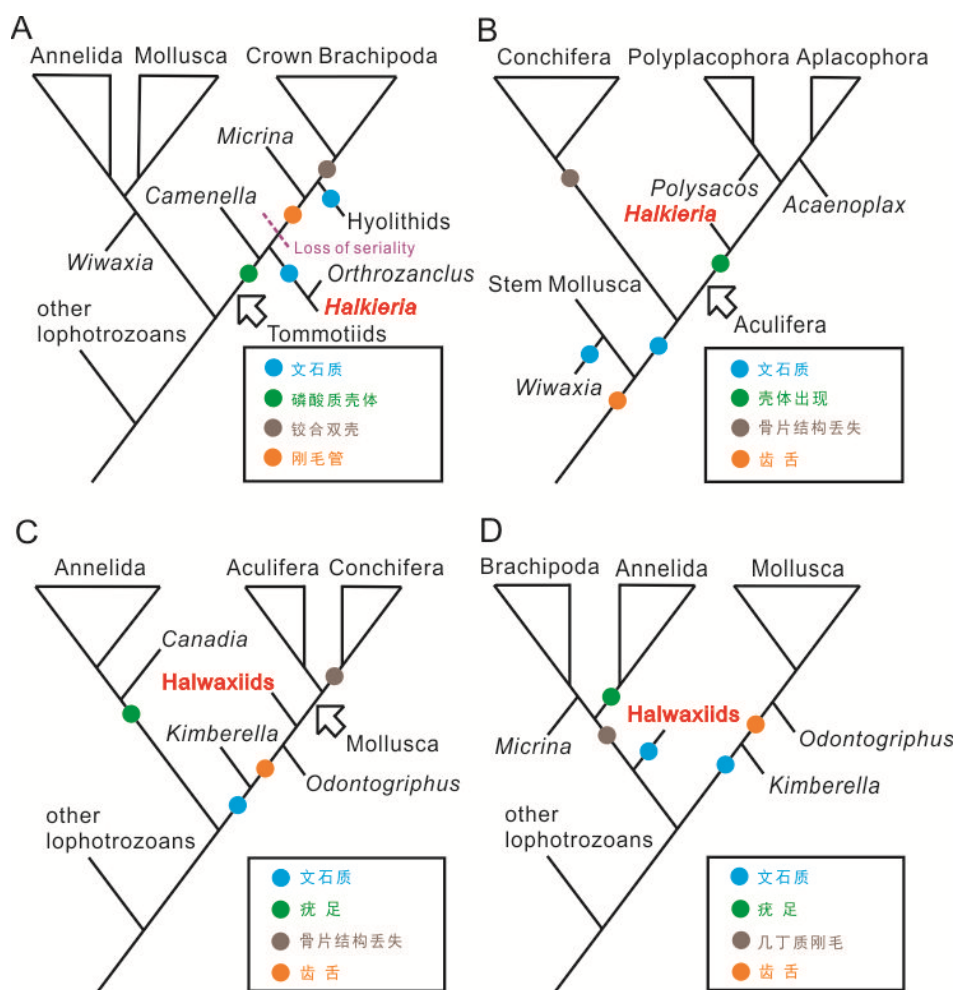 A
Annelida
Mollusca
Crown Brachipoda
Micrina
Camenella
Hyolithids
Loss of seriality
Wiwaxia
Orthrozanclus
Halkieria
other
lophotrozoans
Tommotiids
文石质
磷酸质壳体
铰合双壳
刚毛管
B
Conchifera
Polyplacophora
Aplacophora
Polysacos
Halkieria
Acaenoplax
Stem Mollusca
Aculifera
Wiwaxia
文石质
壳体出现
骨片结构丢失
齿 舌
C
Annelida
Aculifera
Conchifera
Canadia
Halwaxiids
Kimberella
Mollusca
Odontogriphus
other
lophotrozoans
文石质
疣 足
骨片结构丢失
齿 舌
D
Brachipoda
Annelida
Mollusca
Halwaxiids
Micrina
Odontogriphus
Kimberella
other
lophotrozoans
文石质
疣 足
几丁质刚毛
齿 舌